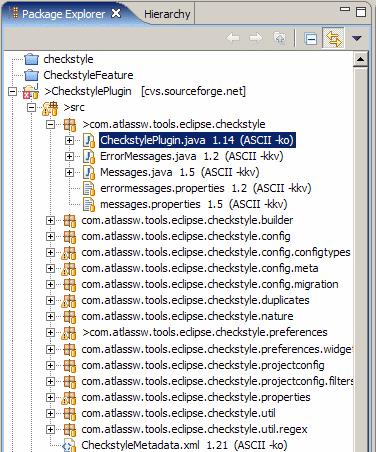 Package Explorer Hierarchy
checkstyle
CheckstyleFeature
>CheckstylePlugin [cvs.sourceforge.net]
>src
>com.atlassw.tools.eclipse.checkstyle
CheckstylePlugin.java 1.14 (ASCII -ko)
ErrorMessages.java 1.2 (ASCII -kkv)
Messages.java 1.5 (ASCII -kkv)
errormessages.properties 1.2 (ASCII -kkv)
messages.properties 1.5 (ASCII -kkv)
com.atlassw.tools.eclipse.checkstyle.builder
com.atlassw.tools.eclipse.checkstyle.config
com.atlassw.tools.eclipse.checkstyle.config.configtypes
com.atlassw.tools.eclipse.checkstyle.config.meta
com.atlassw.tools.eclipse.checkstyle.config.migration
com.atlassw.tools.eclipse.checkstyle.duplicates
com.atlassw.tools.eclipse.checkstyle.nature
>com.atlassw.tools.eclipse.checkstyle.preferences
com.atlassw.tools.eclipse.checkstyle.preferences.widget
com.atlassw.tools.eclipse.checkstyle.projectconfig
com.atlassw.tools.eclipse.checkstyle.projectconfig.filters
com.atlassw.tools.eclipse.checkstyle.properties
com.atlassw.tools.eclipse.checkstyle.util
com.atlassw.tools.eclipse.checkstyle.util.regex
CheckstyleMetadata.xml 1.21 (ASCII -ko)